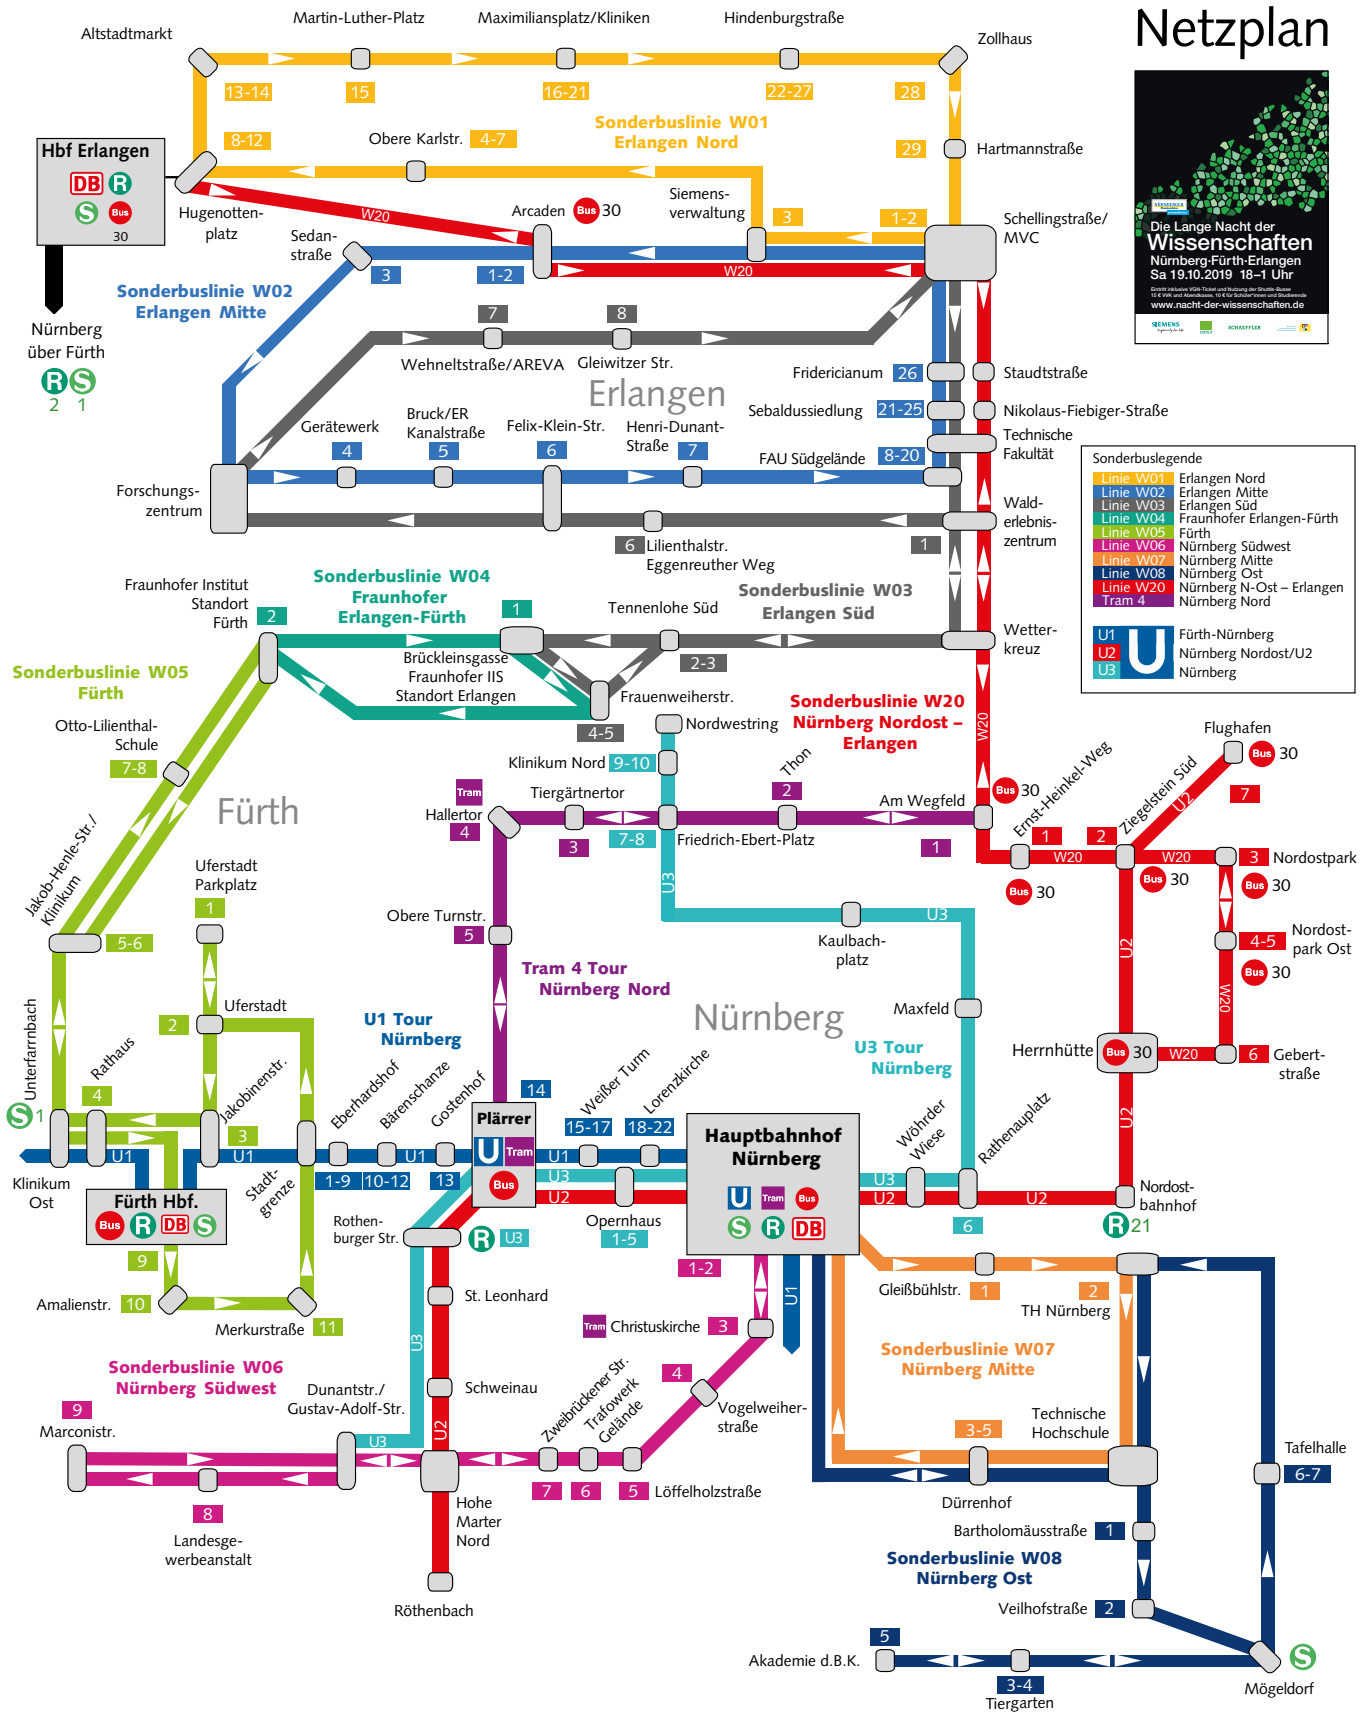 Netzplan
Martin-Luther-Platz
Maximiliansplatz/Kliniken
Hindenburgstraße
Altstadtmarkt
Zollhaus
13-14
15
16-21
22-27
28
Sonderbuslinie W01
Erlangen Nord
8-12
Obere Karlstr.
4-7
29
Hartmannstraße
Hbf Erlangen
DB
R
S
Bus
30
Hugenotten-
platz
W20
Arcaden
Bus
30
Siemens-
verwaltung
3
1-2
Schellingstraße/
MVC
Sedan-
straße
3
1-2
W20
Sonderbuslinie W02
Erlangen Mitte
Nürnberg
über Fürth
R
S
2
1
7
8
Wehneltstraße/AREVA
Gleiwitzer Str.
Erlangen
Fridericianum
26
Staudtstraße
Sebaldussiedlung
21-25
Nikolaus-Fiebiger-Straße
Technische
Fakultät
FAU Südgelände
8-20
Gerätewerk
4
Bruck/ER
Kanalstraße
5
Felix-Klein-Str.
6
Henri-Dunant-
Straße
7
Forschungs-
zentrum
Wald-
erlebnis-
zentrum
6
Lilienthalstr.
Eggenreuther Weg
1
Die Lange Nacht der
Wissenschaften
Nürnberg·Fürth·Erlangen
Sa 19.10.2019 18–1 Uhr
www.nacht-der-wissenschaften.de
SIEMENS
SCHAEFFLER
Sonderbuslegende
Linie W01 Erlangen Nord
Linie W02 Erlangen Mitte
Linie W03 Erlangen Süd
Linie W04 Fraunhofer Erlangen-Fürth
Linie W05 Fürth
Linie W06 Nürnberg Südwest
Linie W07 Nürnberg Mitte
Linie W08 Nürnberg Ost
Linie W20 Nürnberg N-Ost – Erlangen
Tram 4 Nürnberg Nord
U1 Fürth-Nürnberg
U2 Nürnberg Nordost/U2
U3 Nürnberg
U
Fraunhofer Institut
Standort
Fürth
2
Sonderbuslinie W04
Fraunhofer
Erlangen-Fürth
1
Tennenlohe Süd
Sonderbuslinie W03
Erlangen Süd
Wetter-
kreuz
2-3
Brückleinsgasse
Fraunhofer IIS
Standort Erlangen
Frauenweiherstr.
4-5
Sonderbuslinie W05
Fürth
Otto-Lilienthal-
Schule
7-8
Fürth
Jakob-Henle-Str./
Klinikum
5-6
Sonderbuslinie W20
Nürnberg Nordost –
Erlangen
W20
Nordwestring
Klinikum Nord
9-10
Tram
Hallertor
4
Tiergärtnertor
3
7-8
Friedrich-Ebert-Platz
Thon
2
Am Wegfeld
1
Bus
30
Ernst-Heinkel-Weg
1
Bus
30
W20
Ziegelstein Süd
2
Bus
30
U2
Flughafen
Bus
30
7
W20
3
Nordostpark
Bus
30
4-5
Nordost-
park Ost
Bus
30
W20
6
Gebert-
straße
W20
Herrnhütte
Bus
30
U2
U2
U3
U3
Kaulbach-
platz
Maxfeld
Obere Turnstr.
5
Tram 4 Tour
Nürnberg Nord
Nürnberg
U3 Tour
Nürnberg
U1 Tour
Nürnberg
Uferstadt
Parkplatz
1
Uferstadt
2
Unterfarrnbach
S
1
Rathaus
4
Jakobinenstr.
3
U1
U1
Klinikum
Ost
Fürth Hbf.
Bus
R
DB
S
Stadt-
grenze
9
Amalienstr.
10
Merkurstraße
11
Eberhardshof
1-9
Bärenschanze
10-12
U1
Gostenhof
13
14
Plärrer
U
Tram
Bus
U1
U3
U2
Weißer Turm
15-17
Lorenzkirche
18-22
Opernhaus
1-5
Hauptbahnhof
Nürnberg
U
Tram
Bus
S
R
DB
U3
U2
Wöhrder
Wiese
Rathenauplatz
6
U2
Nordost-
bahnhof
R
21
Rothen-
burger Str.
R
U3
St. Leonhard
U3
Schweinau
U2
Hohe
Marter
Nord
Röthenbach
1-2
U1
Tram
Christuskirche
3
4
Vogelweiher-
straße
Zweibrückener Str.
7
Trafowerk
Gelände
6
5
Löffelholzstraße
Sonderbuslinie W06
Nürnberg Südwest
Dunantstr./
Gustav-Adolf-Str.
U3
9
Marconistr.
8
Landesge-
werbeanstalt
Gleißbühlstr.
1
2
TH Nürnberg
Sonderbuslinie W07
Nürnberg Mitte
3-5
Technische
Hochschule
Dürrenhof
Tafelhalle
6-7
Bartholomäusstraße
1
Sonderbuslinie W08
Nürnberg Ost
Veilhofstraße
2
5
Akademie d.B.K.
3-4
Tiergarten
S
Mögeldorf